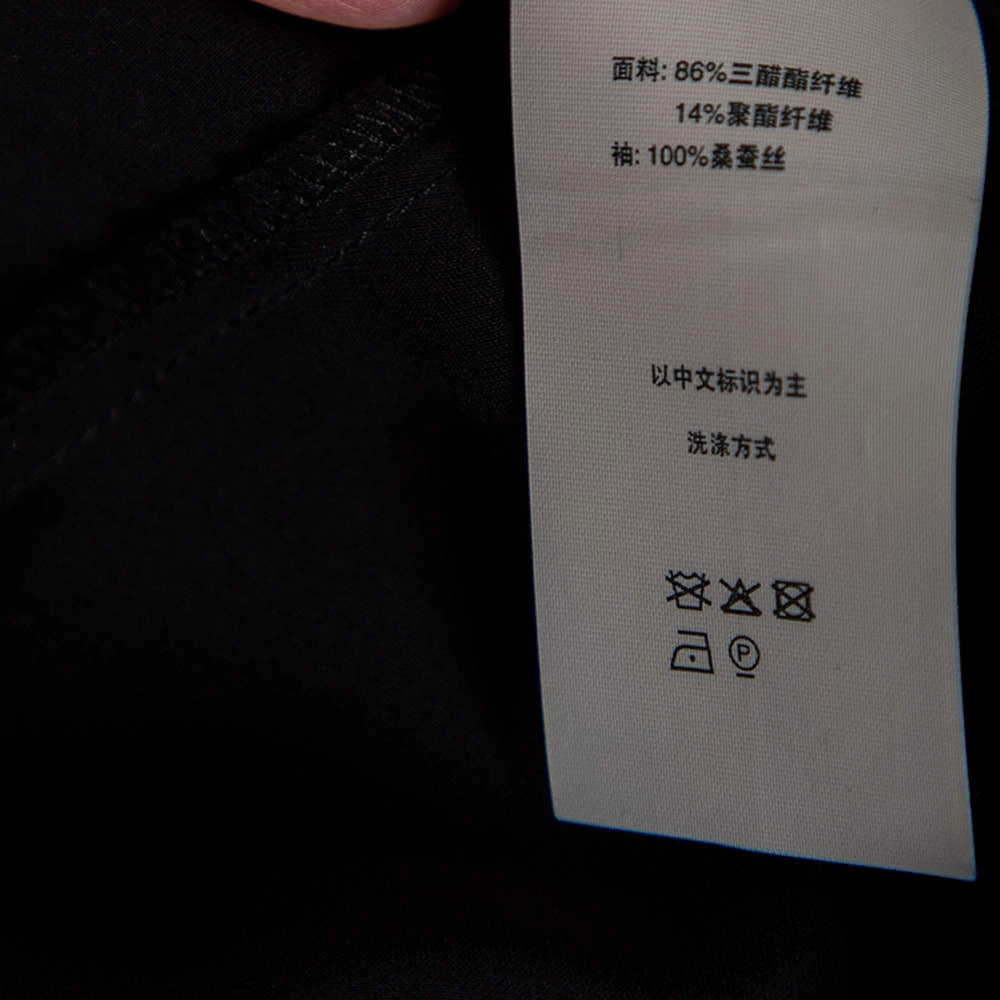 面料: 86%三醋酯纤维
14%聚酯纤维
袖: 100%桑蚕丝
以中文标识为主
洗涤方式
P